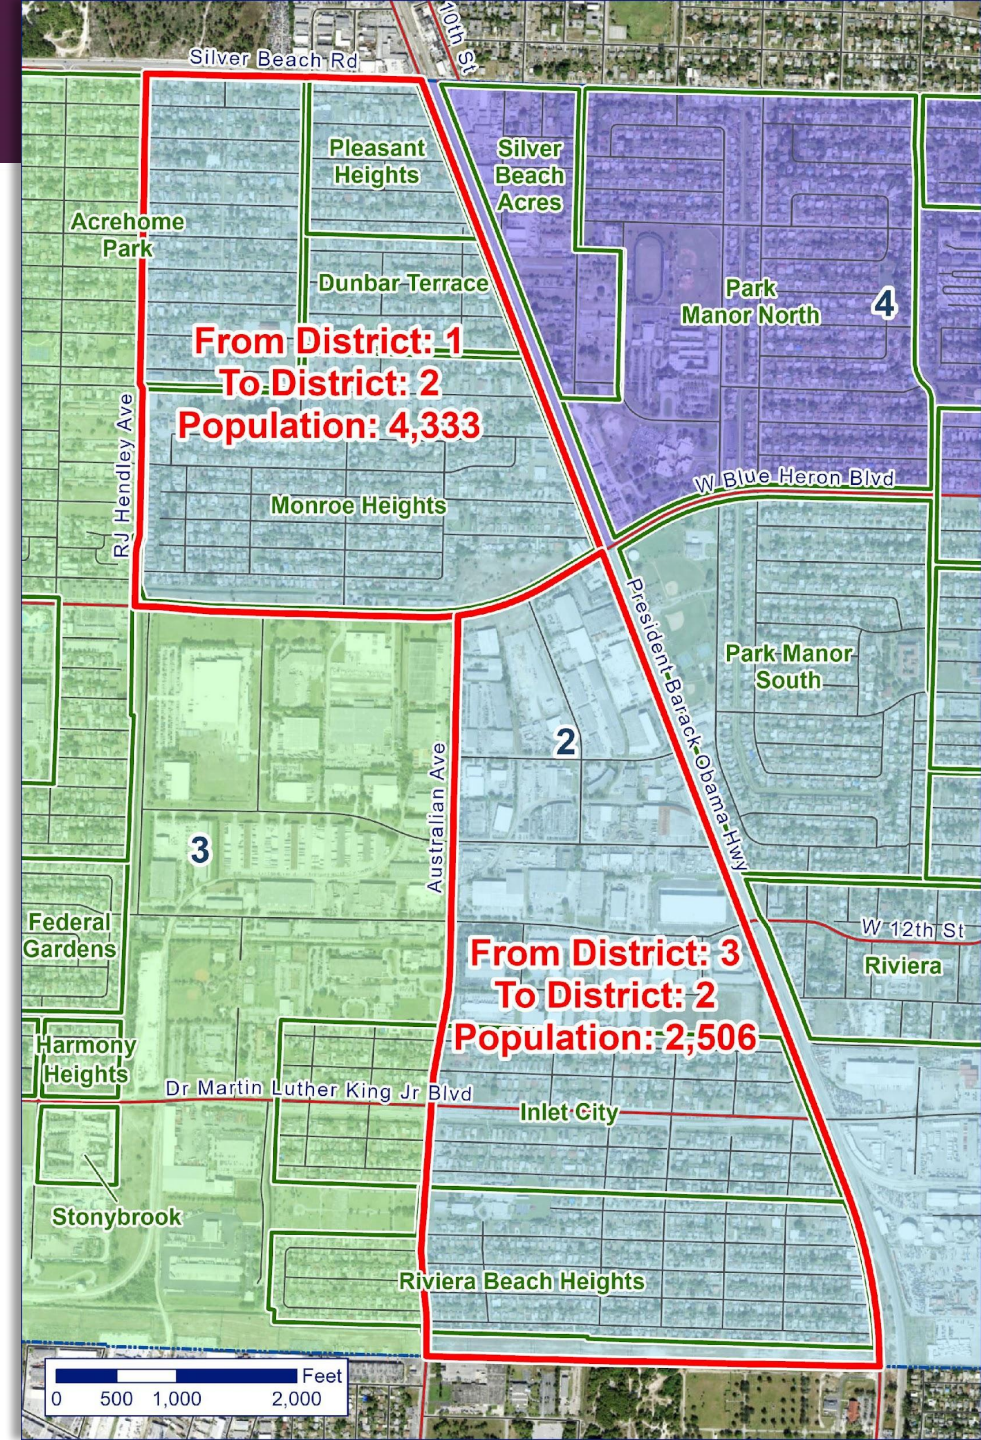 Silver Beach Rd
10th St
Pleasant
Heights
Silver
Beach
Acres
Acrehome
Park
Dunbar Terrace
Park
Manor North
4
From District: 1
To District: 2
Population: 4,333
RJ Hendley Ave
W Blue Heron Blvd
Monroe Heights
President Barack Obama Hwy
Park Manor
South
2
Australian Ave
3
Federal
Gardens
W 12th St
Riviera
From District: 3
To District: 2
Population: 2,506
Harmony
Heights
Dr Martin Luther King Jr Blvd
Inlet City
Stonybrook
Riviera Beach Heights
Feet
0 500 1,000 2,000